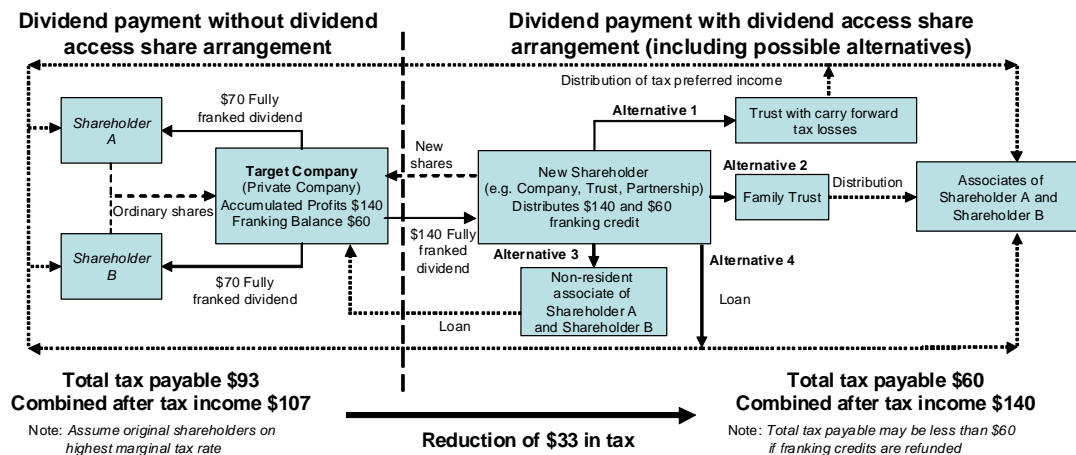 Dividend payment without dividend
access share arrangement
Dividend payment with dividend access share
arrangement (including possible alternatives)
Distribution of tax preferred income
$70 Fully
franked dividend
Shareholder
A
Ordinary shares
Shareholder
B
$70 Fully
franked dividend
Target Company
(Private Company)
Accumulated Profits $140
Franking Balance $60
New
shares
$140 Fully
franked
dividend
New Shareholder
(e.g. Company, Trust, Partnership)
Distributes $140 and $60
franking credit
Alternative 1
Trust with carry forward
tax losses
Alternative 2
Family Trust
Distribution
Associates of
Shareholder A and
Shareholder B
Alternative 3
Non-resident
associate of
Shareholder A
and Shareholder B
Loan
Alternative 4
Loan
Total tax payable $93
Combined after tax income $107
Note: Assume original shareholders on
highest marginal tax rate
Reduction of $33 in tax
Total tax payable $60
Combined after tax income $140
Note: Total tax payable may be less than $60
if franking credits are refunded